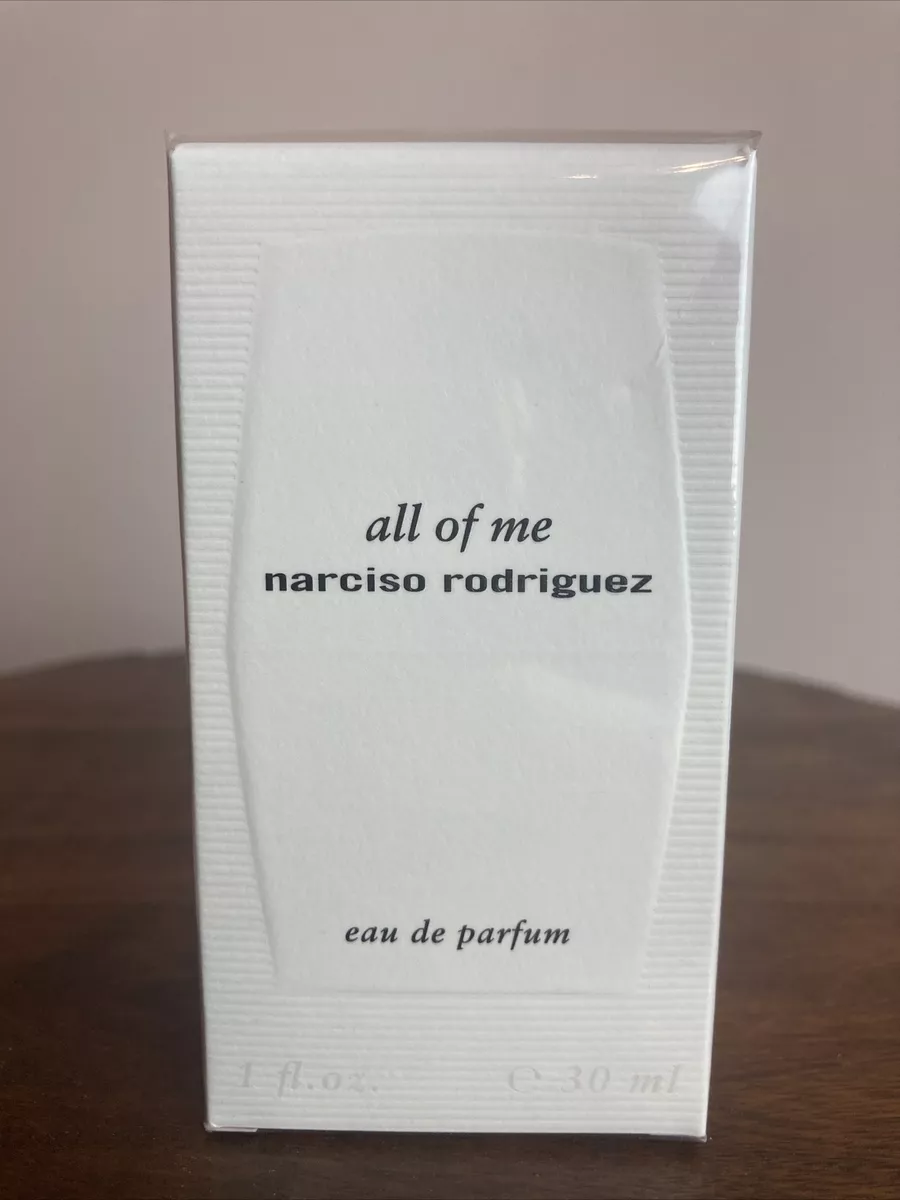 all of me
narciso rodriguez
eau de parfum
1 fl.oz. ℮ 30 ml